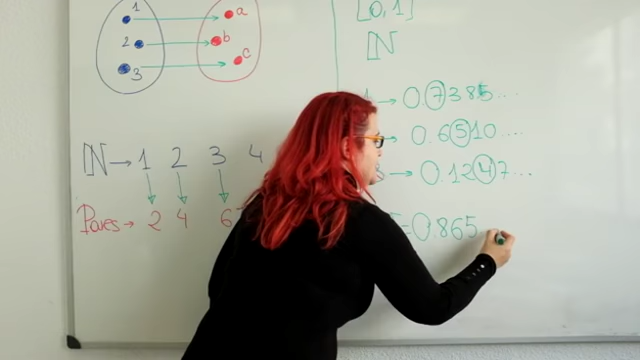 1 → a
2 → b
3 → c
[0,1]
ℕ
→ 0.7385....
→ 0.6510....
→ 0.1247...
ℕ → 1 2 3 4
Pares → 2 4 6
= 0.865